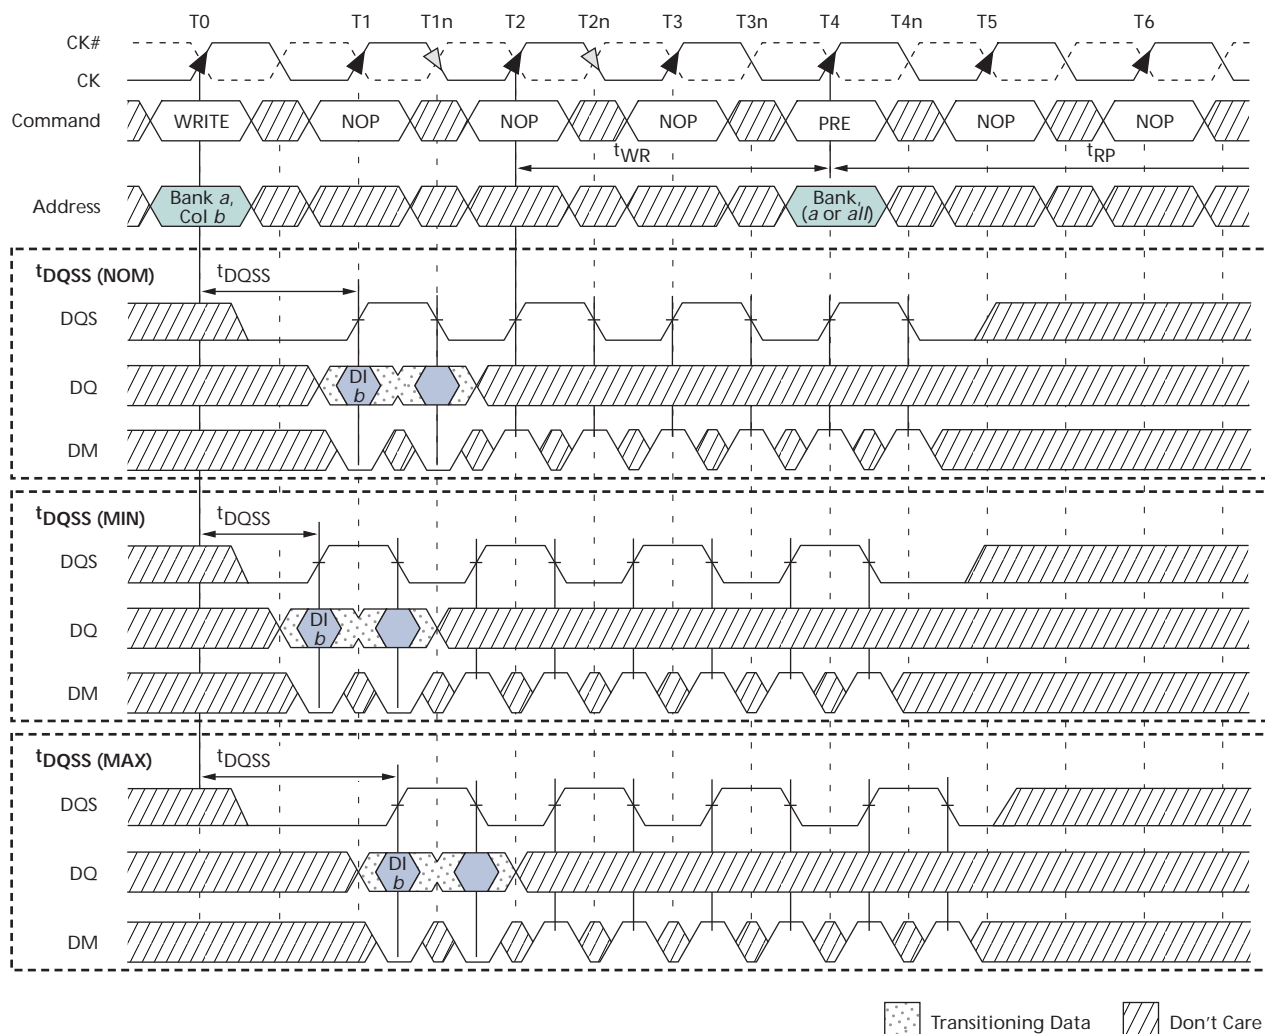 T0 T1 T1n T2 T2n T3 T3n T4 T4n T5 T6
CK#
CK
Command WRITE NOP NOP NOP PRE NOP NOP
tWR tRP
Address Bank a, Col b Bank, (a or all)
tDQSS (NOM) tDQSS
DQS
DQ DI b
DM
tDQSS (MIN) tDQSS
DQS
DQ DI b
DM
tDQSS (MAX) tDQSS
DQS
DQ DI b
DM
Transitioning Data Don't Care